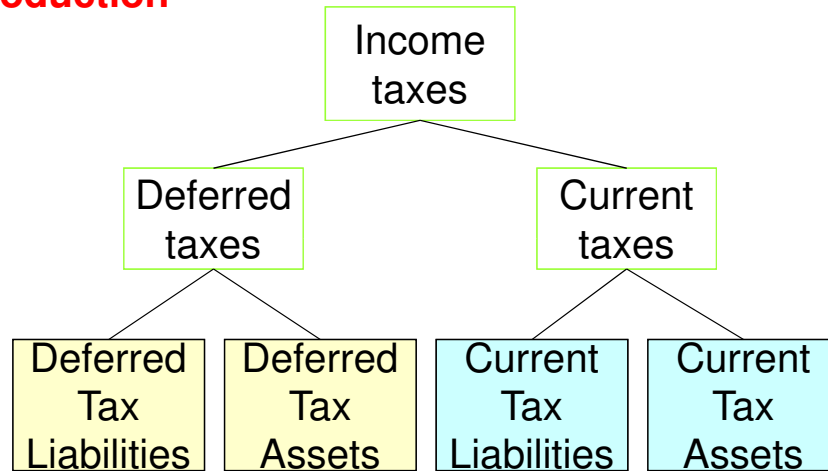 Income
taxes
Deferred
taxes
Current
taxes
Deferred
Tax
Liabilities
Deferred
Tax
Assets
Current
Tax
Liabilities
Current
Tax
Assets